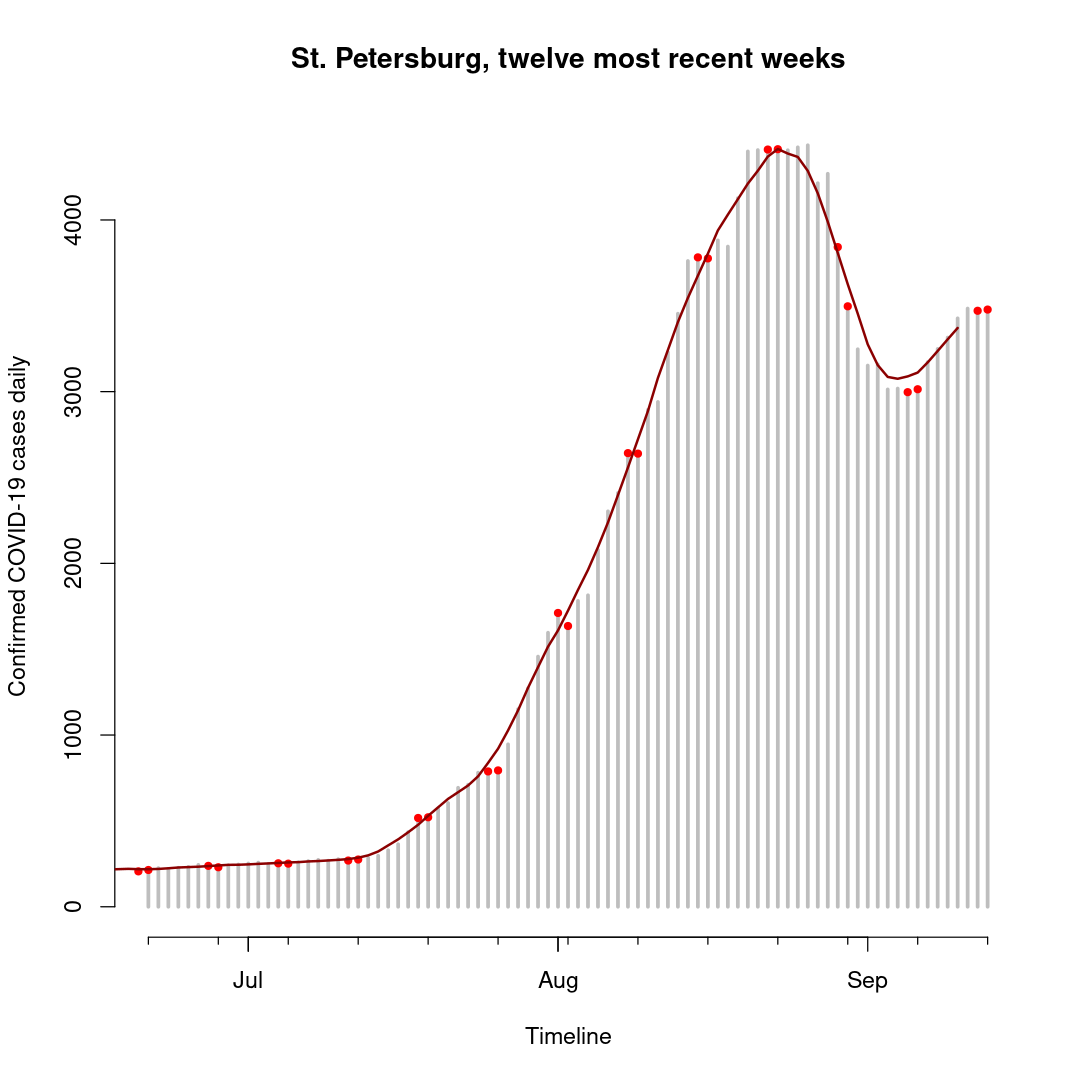 St. Petersburg, twelve most recent weeks
Confirmed COVID-19 cases daily
4000
3000
2000
1000
0
Jul
Aug
Sep
Timeline